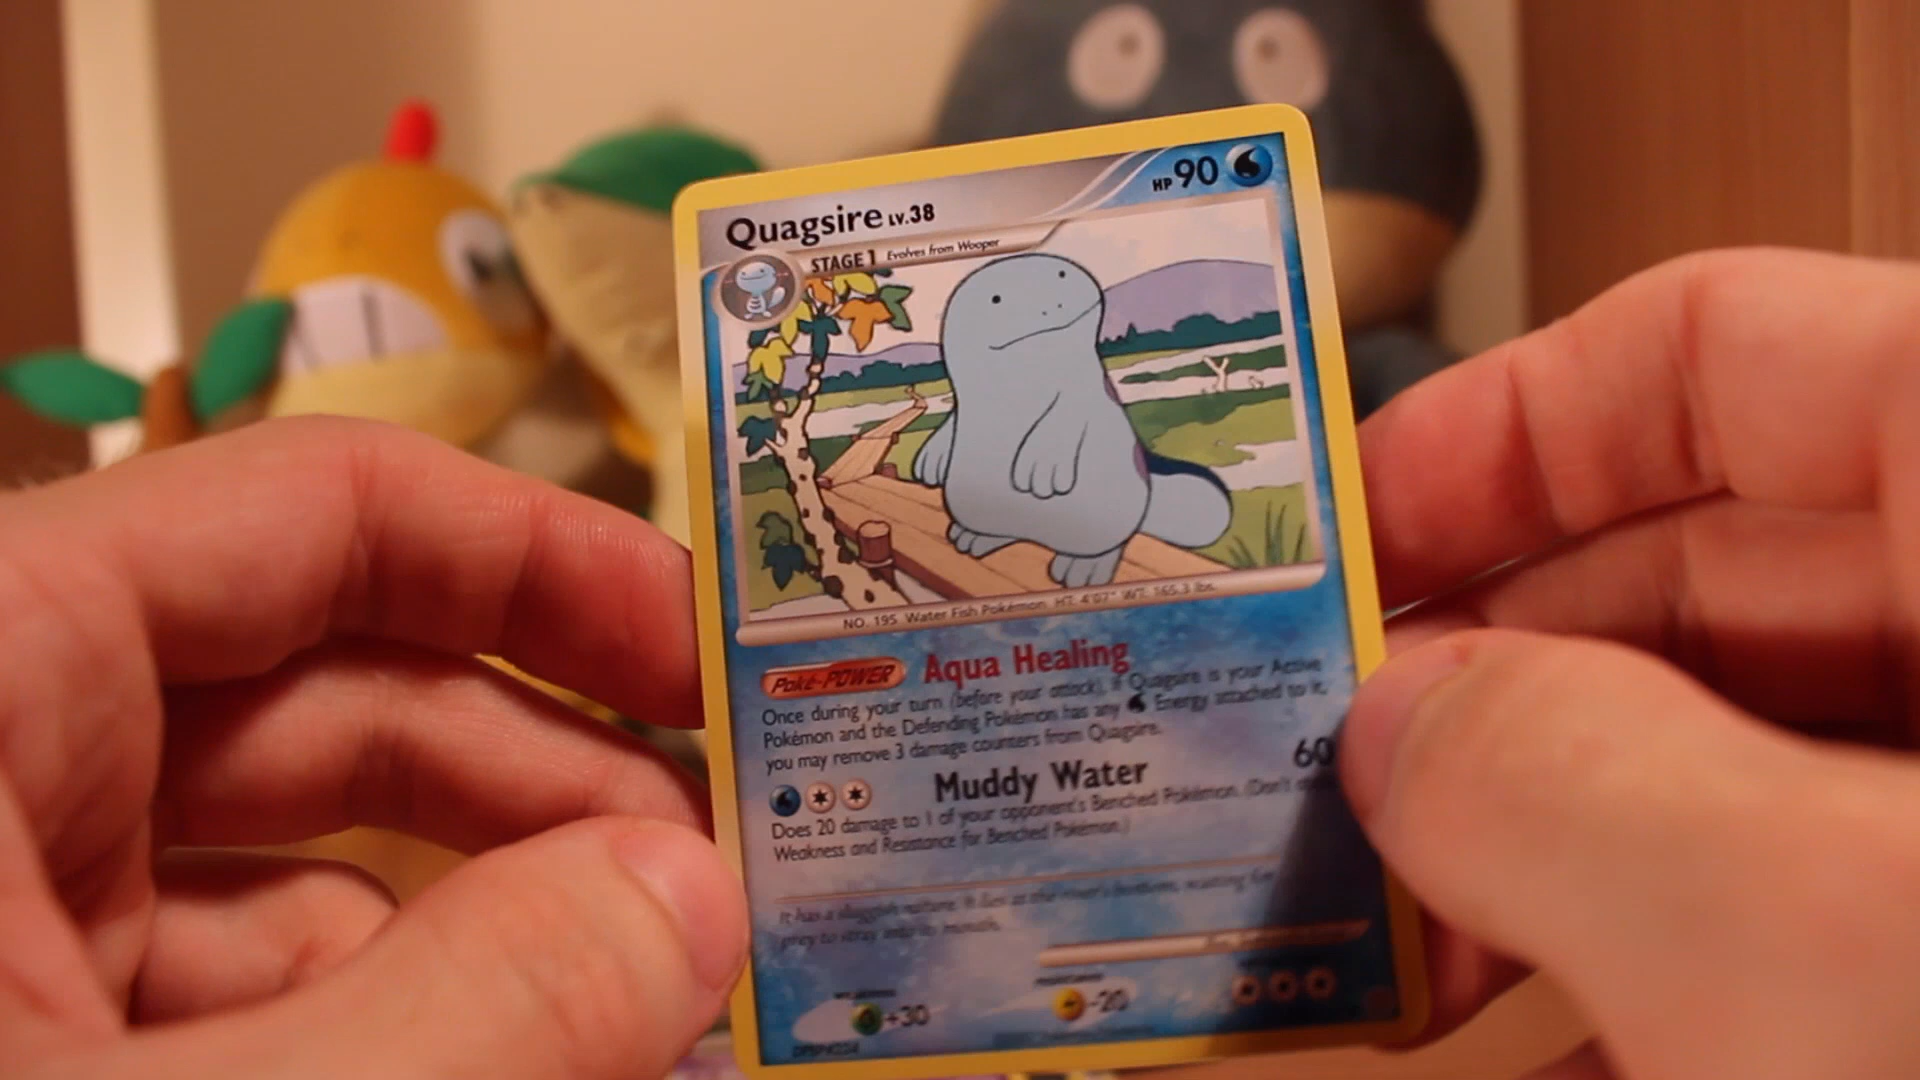 Quagsire LV.38
HP 90
STAGE 1 Evolves from Wooper
NO. 195 Water Fish Pokémon HT: 4'07" WT: 165.3 lbs.
Poké-POWER Aqua Healing
Once during your turn (before your attack), if Quagsire is your Active
Pokémon and the Defending Pokémon has any Energy attached to it,
you may remove 3 damage counters from Quagsire.
Muddy Water 60
Does 20 damage to 1 of your opponent's Benched Pokémon. (Don't
Weakness and Resistance for Benched Pokémon.)
It has a sluggish nature. It lies at the river's bottom, waiting for
prey to stray into its mouth.
+30
-20